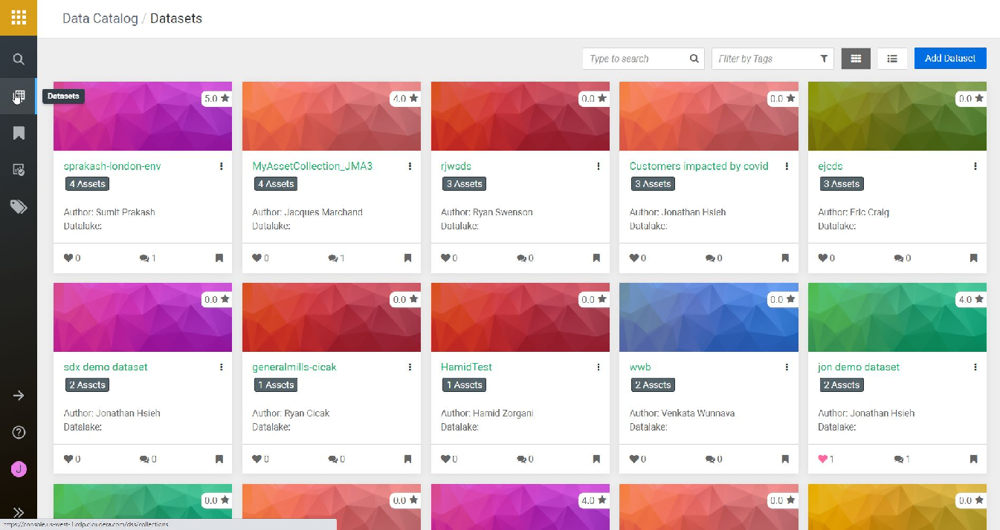 Data Catalog / Datasets
Type to search
Filter by Tags
Add Dataset
Datasets
5.0
4.0
0.0
0.0
0.0
sprakash-london-env
MyAssetCollection_JMA3
rjwsds
Customers impacted by covid
ejcds
4 Assets
4 Assets
3 Assets
3 Assets
3 Assets
Author: Sumit Prakash
Author: Jacques Marchand
Author: Ryan Swenson
Author: Jonathan Hsieh
Author: Eric Craig
Datalake:
Datalake:
Datalake:
Datalake:
Datalake:
0 1
0 1
0 0
0 0
0 0
0.0
0.0
0.0
0.0
4.0
sdx demo dataset
generalmills-cicak
HamidTest
wwb
jon demo dataset
2 Assets
1 Assets
1 Assets
2 Assets
2 Assets
Author: Jonathan Hsieh
Author: Ryan Cicak
Author: Hamid Zorgani
Author: Venkata Wunnava
Author: Jonathan Hsieh
Datalake:
Datalake:
Datalake:
Datalake:
Datalake:
0 0
0 0
0 0
0 0
1 1
J
0.0
0.0
4.0
0.0
0.0
https://console.us-west-1.cdp.cloudera.com/dss/collections